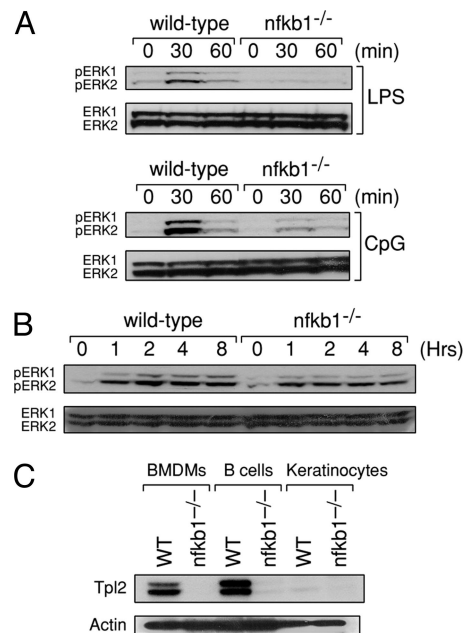 A
wild-type nfkb1-/-
0 30 60 0 30 60 (min)
pERK1
pERK2
LPS
ERK1
ERK2
wild-type nfkb1-/-
0 30 60 0 30 60 (min)
pERK1
pERK2
CpG
ERK1
ERK2
B
wild-type nfkb1-/-
0 1 2 4 8 0 1 2 4 8 (Hrs)
pERK1
pERK2
ERK1
ERK2
C
BMDMs B cells Keratinocytes
WT nfkb1-/- WT nfkb1-/- WT nfkb1-/-
Tpl2
Actin